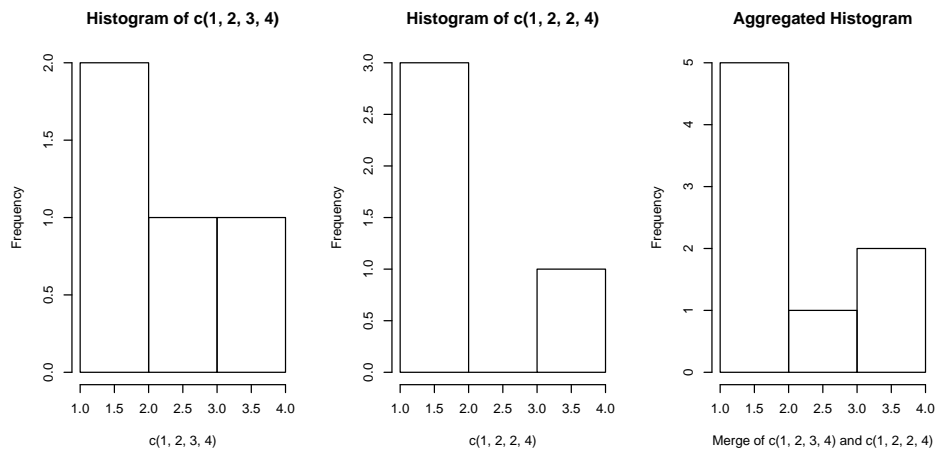 Histogram of c(1, 2, 3, 4)
Frequency
2.0
1.5
1.0
0.5
0.0
1.0 1.5 2.0 2.5 3.0 3.5 4.0
c(1, 2, 3, 4)
Histogram of c(1, 2, 2, 4)
Frequency
3.0
2.5
2.0
1.5
1.0
0.5
0.0
1.0 1.5 2.0 2.5 3.0 3.5 4.0
c(1, 2, 2, 4)
Aggregated Histogram
Frequency
5
4
3
2
1
0
1.0 1.5 2.0 2.5 3.0 3.5 4.0
Merge of c(1, 2, 3, 4) and c(1, 2, 2, 4)